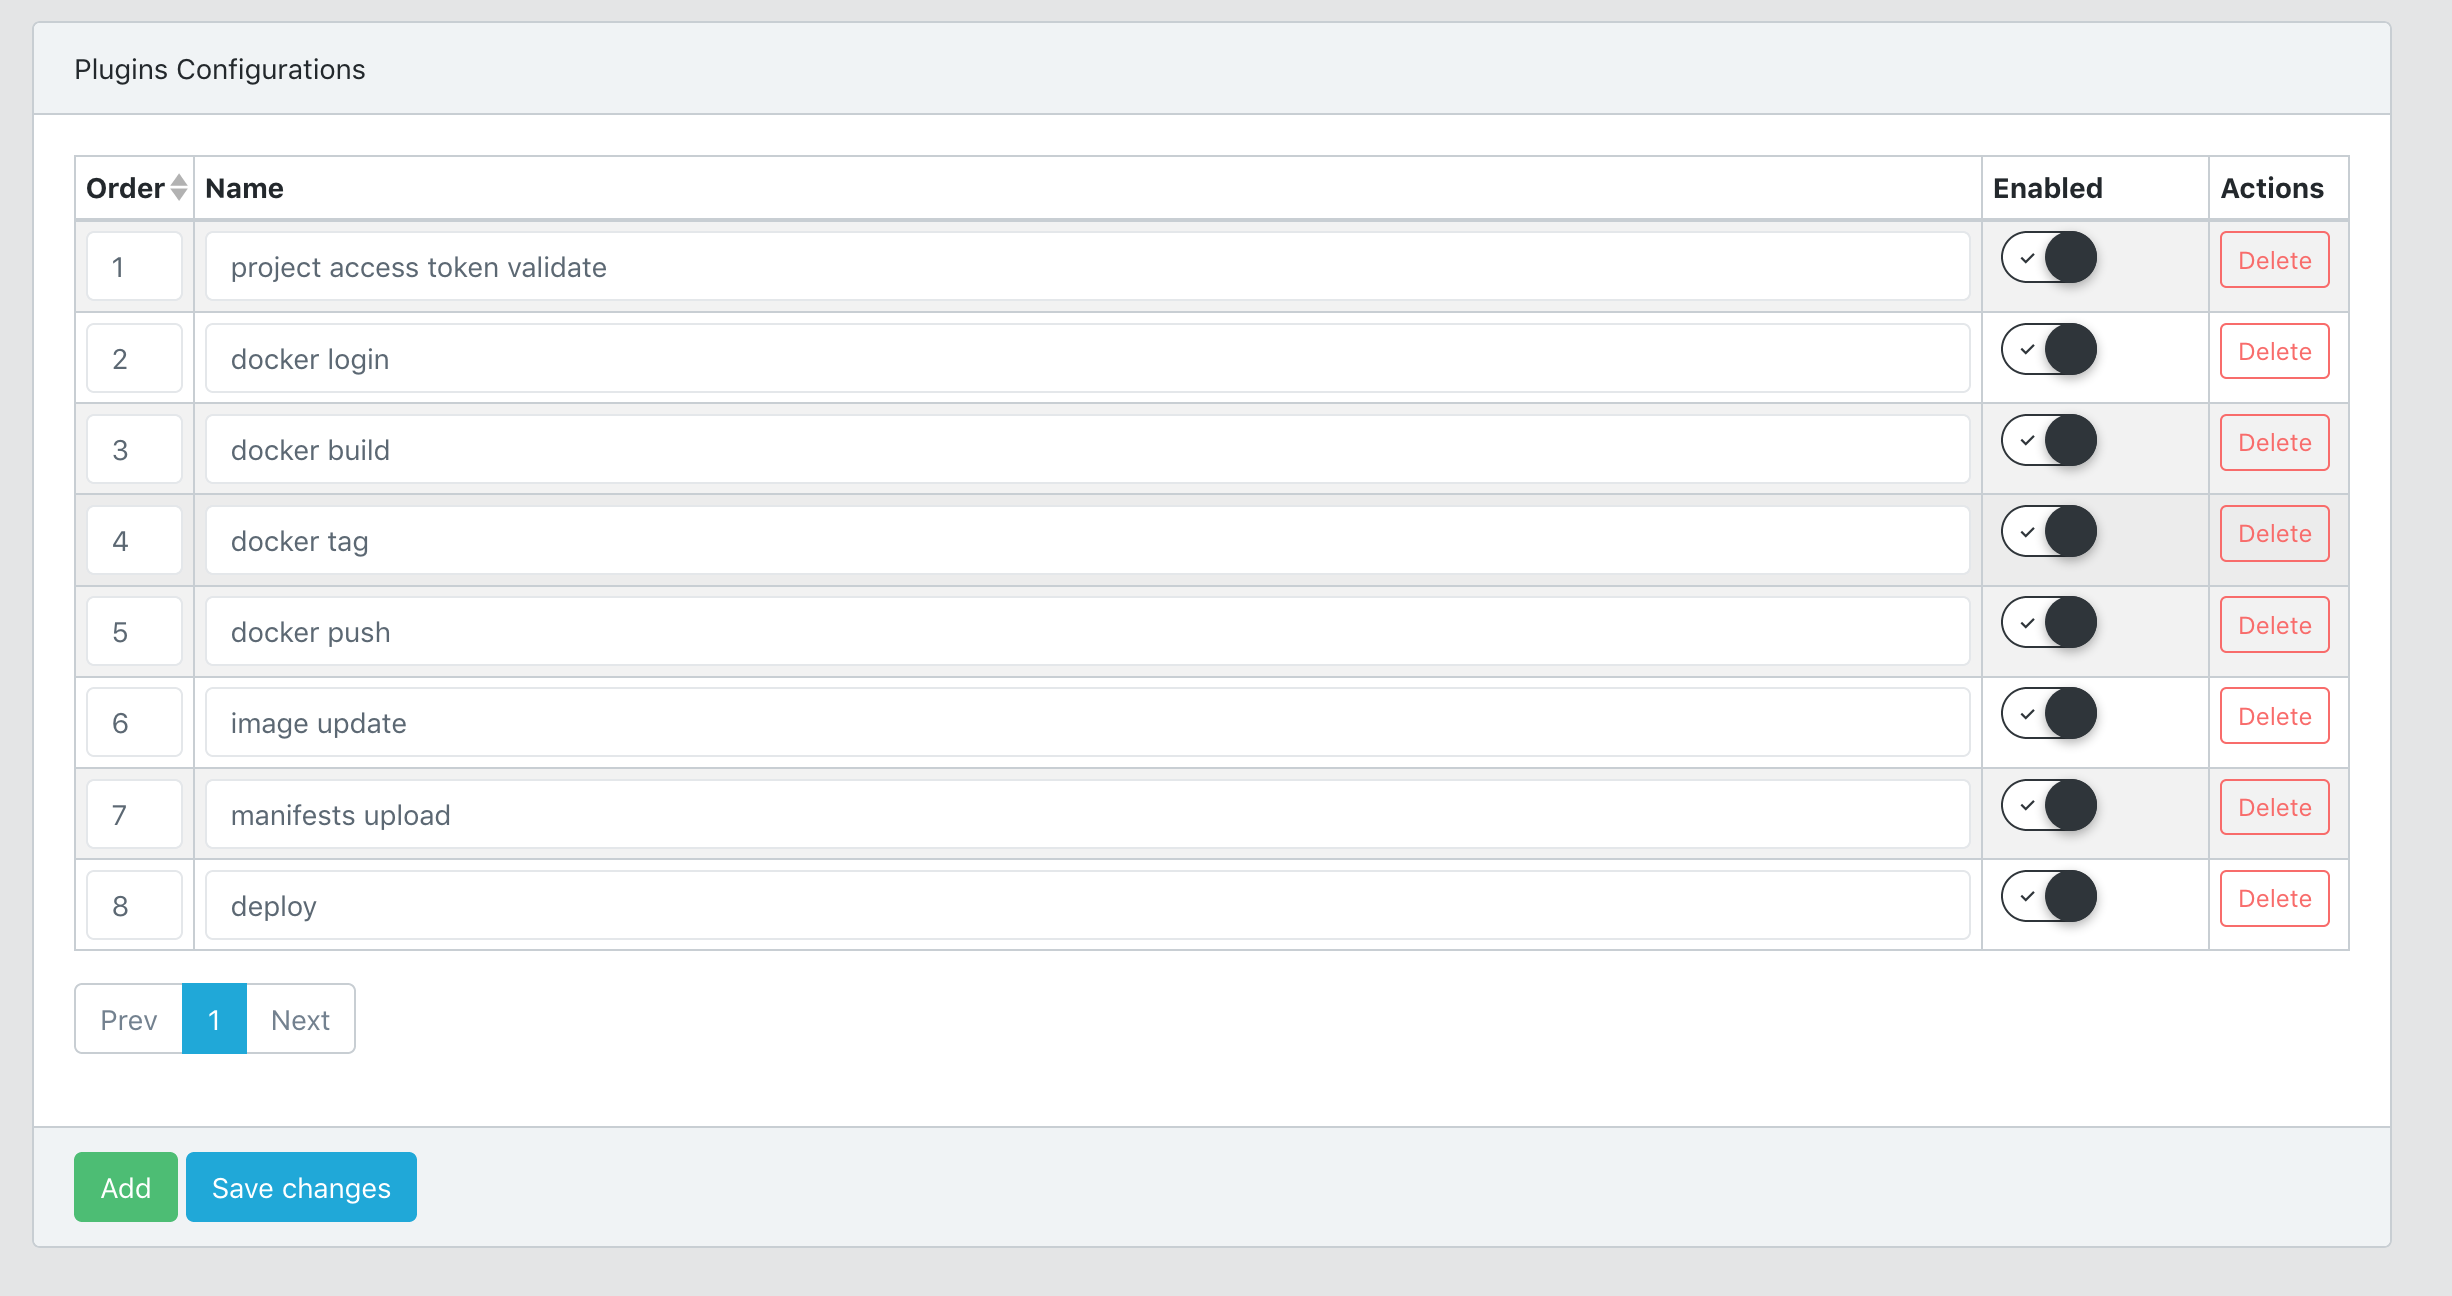 Plugins Configurations
Order Name Enabled Actions
1 project access token validate Delete
2 docker login Delete
3 docker build Delete
4 docker tag Delete
5 docker push Delete
6 image update Delete
7 manifests upload Delete
8 deploy Delete
Prev 1 Next
Add Save changes